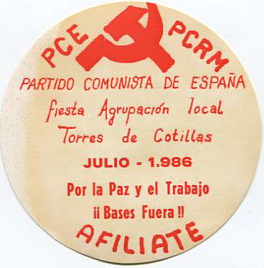 PCE PCRM
PARTIDO COMUNISTA DE ESPAÑA
fiesta Agrupación local
Torres de Cotillas
JULIO - 1.986
Por la Paz y el Trabajo
¡¡Bases Fuera!!
AFILIATE